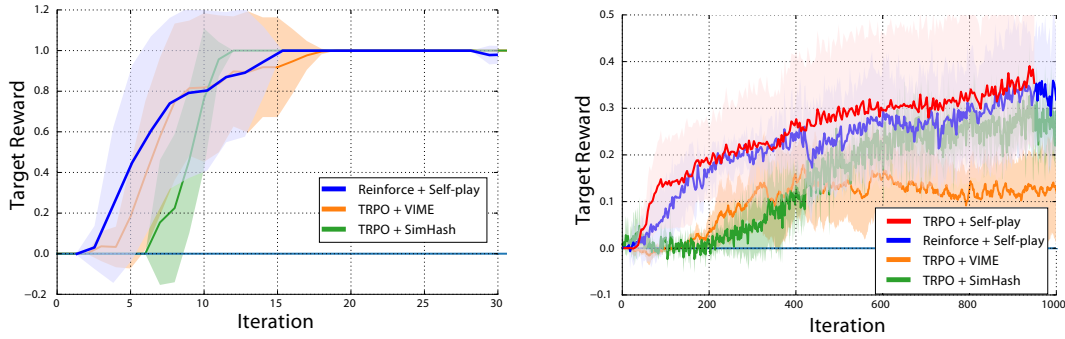 Target Reward
1.2
1.0
0.8
0.6
0.4
0.2
0.0
−0.2
0
5
10
15
20
25
30
Iteration
Reinforce + Self-play
TRPO + VIME
TRPO + SimHash
Target Reward
0.5
0.4
0.3
0.2
0.1
0.0
−0.1
0
200
400
600
800
1000
Iteration
TRPO + Self-play
Reinforce + Self-play
TRPO + VIME
TRPO + SimHash